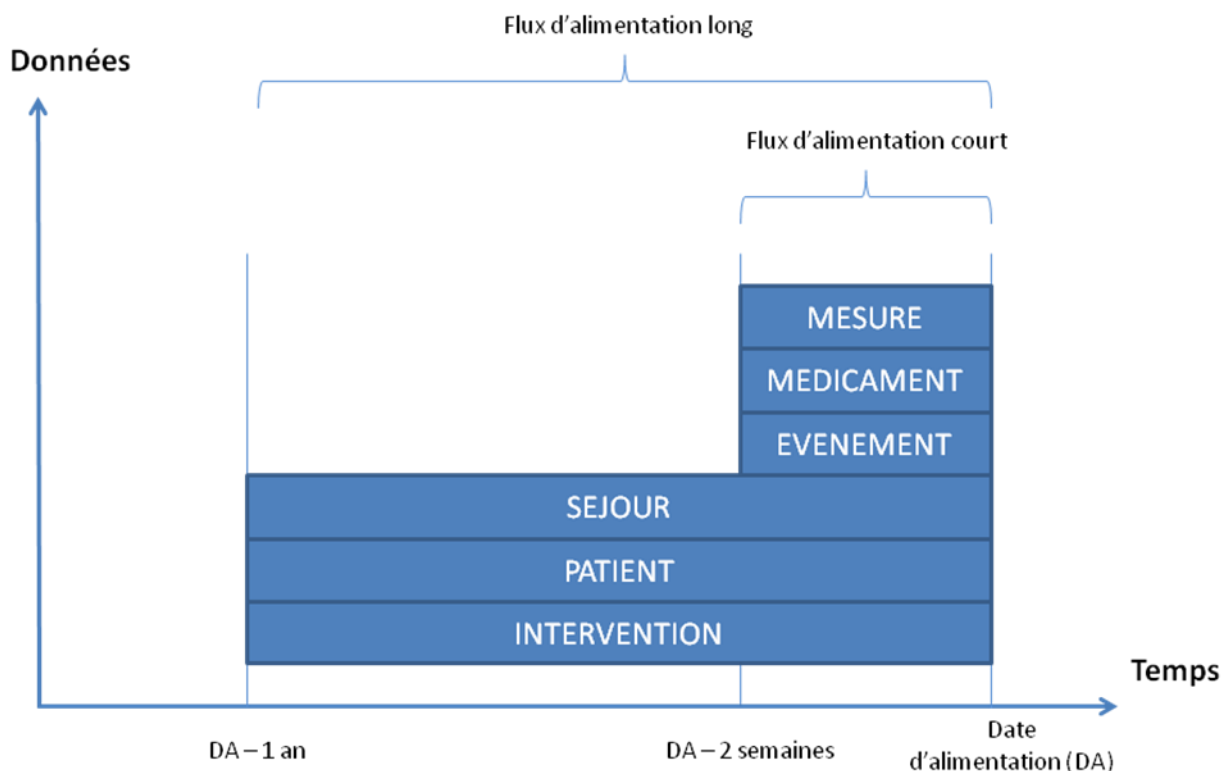 Flux d'alimentation long
Données
Flux d'alimentation court
MESURE
MEDICAMENT
EVENEMENT
SEJOUR
PATIENT
INTERVENTION
Temps
DA – 1 an
DA – 2 semaines
Date
d'alimentation (DA)